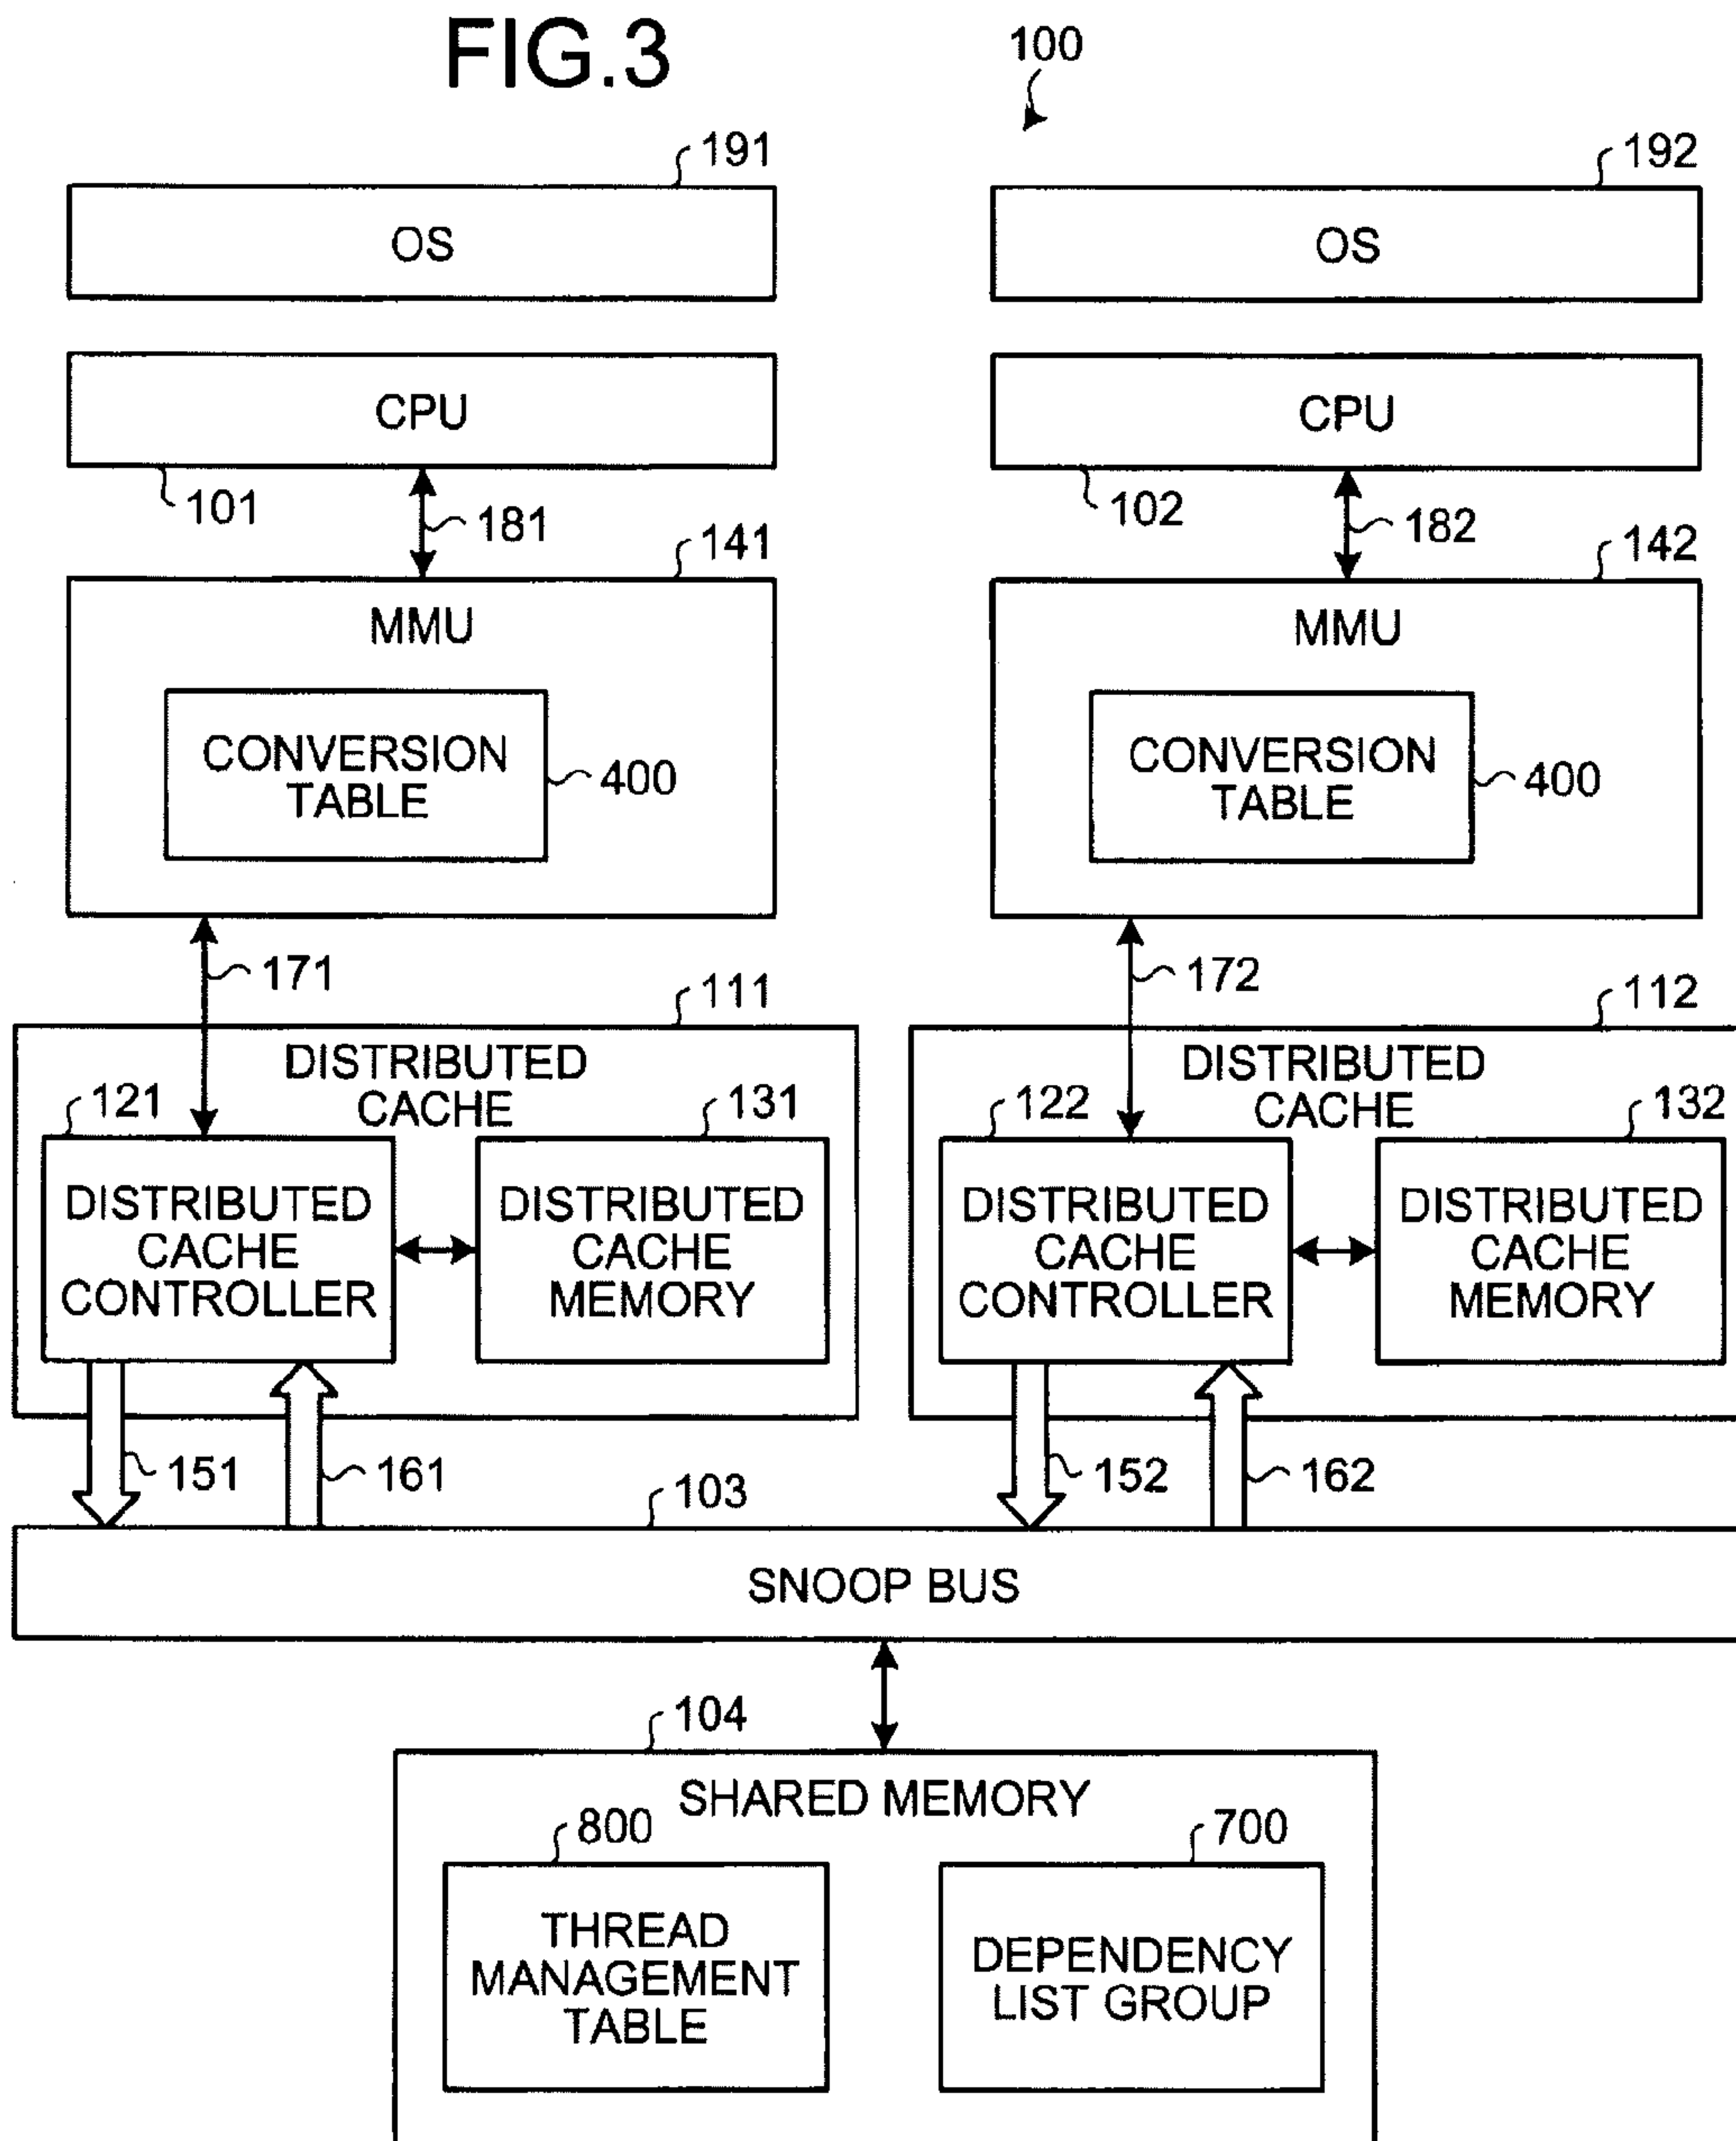 FIG.3
100
191
192
OS
OS
CPU
CPU
101
181
102
182
141
142
MMU
MMU
CONVERSION
TABLE
400
CONVERSION
TABLE
400
171
172
111
112
DISTRIBUTED
CACHE
DISTRIBUTED
CACHE
121
131
122
132
DISTRIBUTED
CACHE
CONTROLLER
DISTRIBUTED
CACHE
MEMORY
DISTRIBUTED
CACHE
CONTROLLER
DISTRIBUTED
CACHE
MEMORY
151
161
152
162
103
SNOOP BUS
104
SHARED MEMORY
800
700
THREAD
MANAGEMENT
TABLE
DEPENDENCY
LIST GROUP